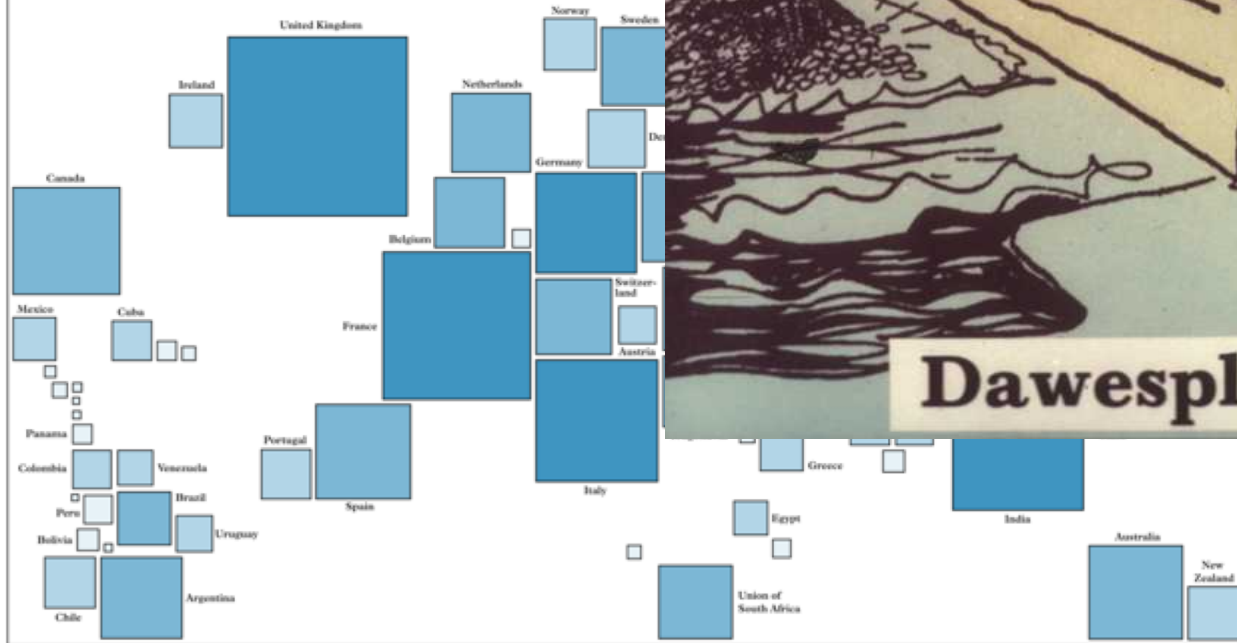 Norway
Sweden
United Kingdom
Ireland
Netherlands
Germany
Canada
Belgium
Switzer-
land
Mexico
Cuba
France
Austria
Dawespl
Panama
Portugal
Colombia
Venezuela
Greece
Italy
Peru
Brazil
Spain
India
Egypt
Bolivia
Uruguay
Australia
New
Zealand
Argentina
Union of
South Africa
Chile